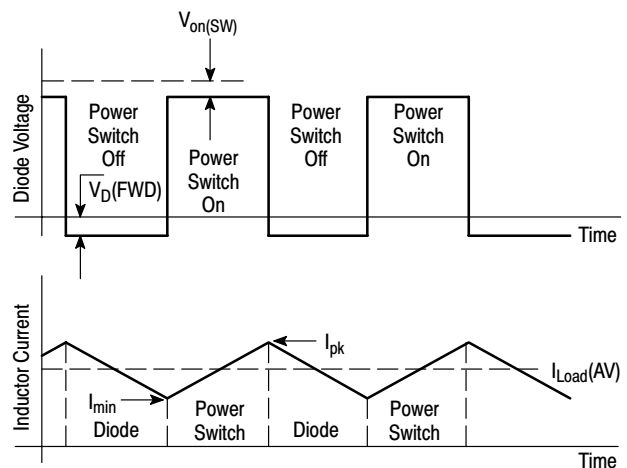 Von(SW)
Diode Voltage
Power
Switch
Off
Power
Switch
On
Power
Switch
Off
Power
Switch
On
VD(FWD)
Time
Inductor Current
Ipk
ILoad(AV)
Imin
Diode
Power
Switch
Diode
Power
Switch
Time